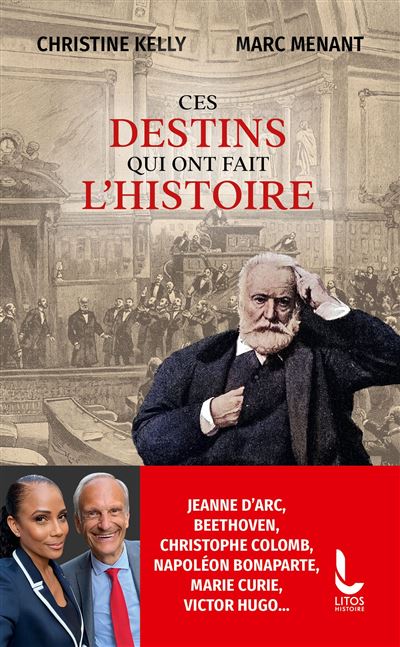 CHRISTINE KELLY MARC MENANT
CES
DESTINS
QUI ONT FAIT
L'HISTOIRE
JEANNE D'ARC,
BEETHOVEN,
CHRISTOPHE COLOMB,
NAPOLÉON BONAPARTE,
MARIE CURIE,
VICTOR HUGO...
LITOS
HISTOIRE